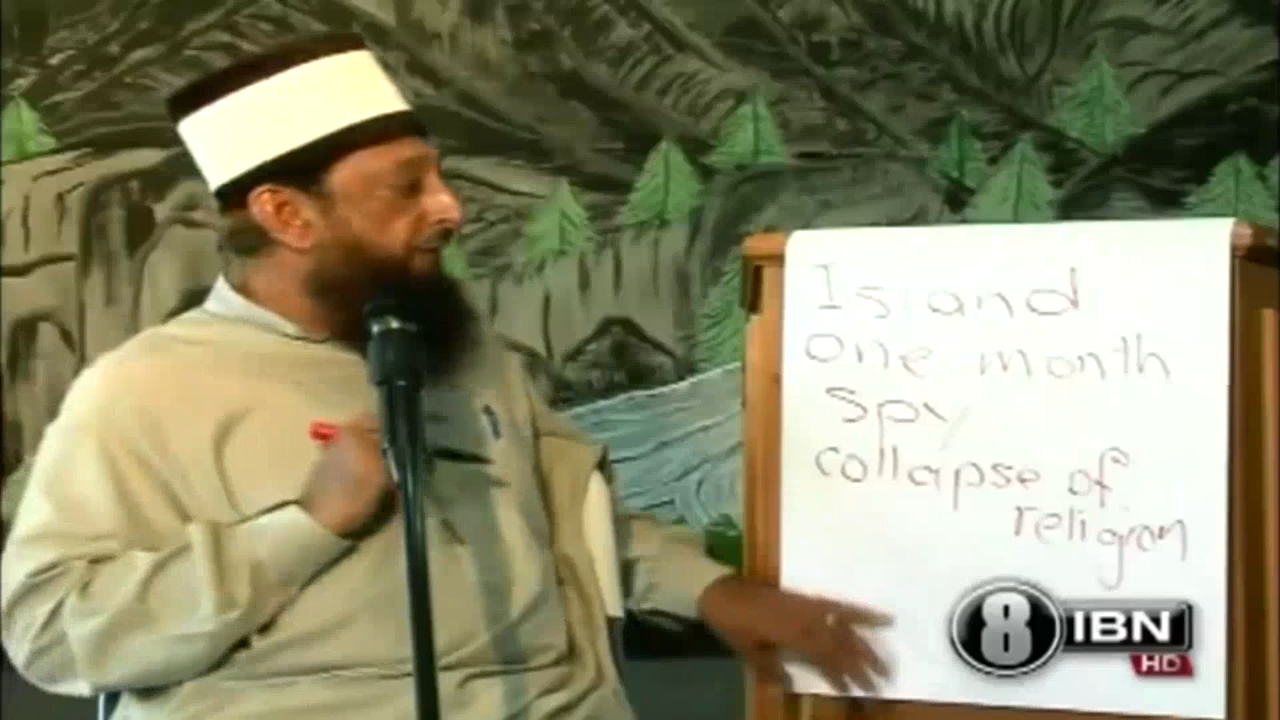 Island
One month
Spy
collapse of
religion
8 IBN
HD